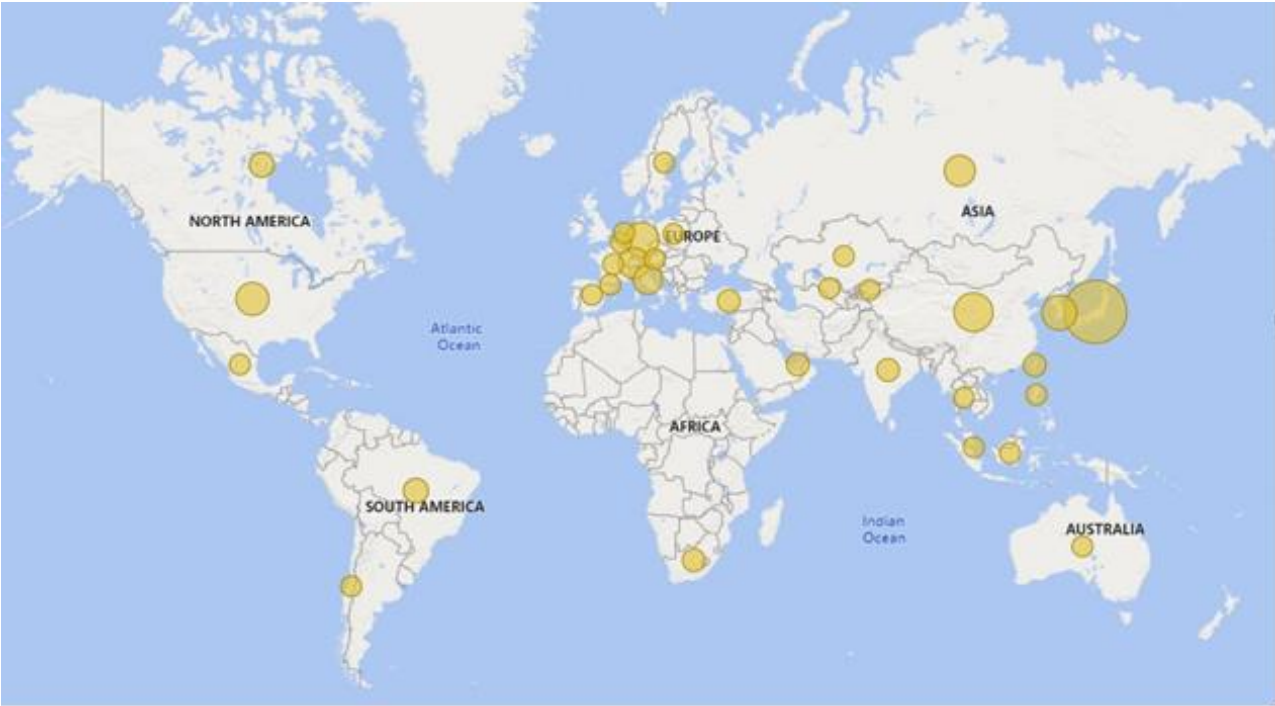 NORTH AMERICA
ASIA
EUROPE
Atlantic
Ocean
AFRICA
SOUTH AMERICA
Indian
Ocean
AUSTRALIA